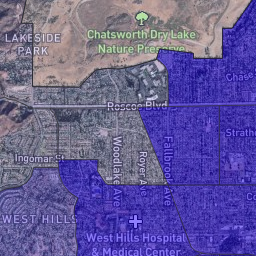 Chatsworth Dry Lake
Nature Preserve
LAKESIDE
PARK
Chase
Roscoe Blvd
Strath
Ingomar St
Woodlake Ave
Royer Ave
Fallbrook Ave
WEST HILLS
West Hills Hospital
& Medical Center